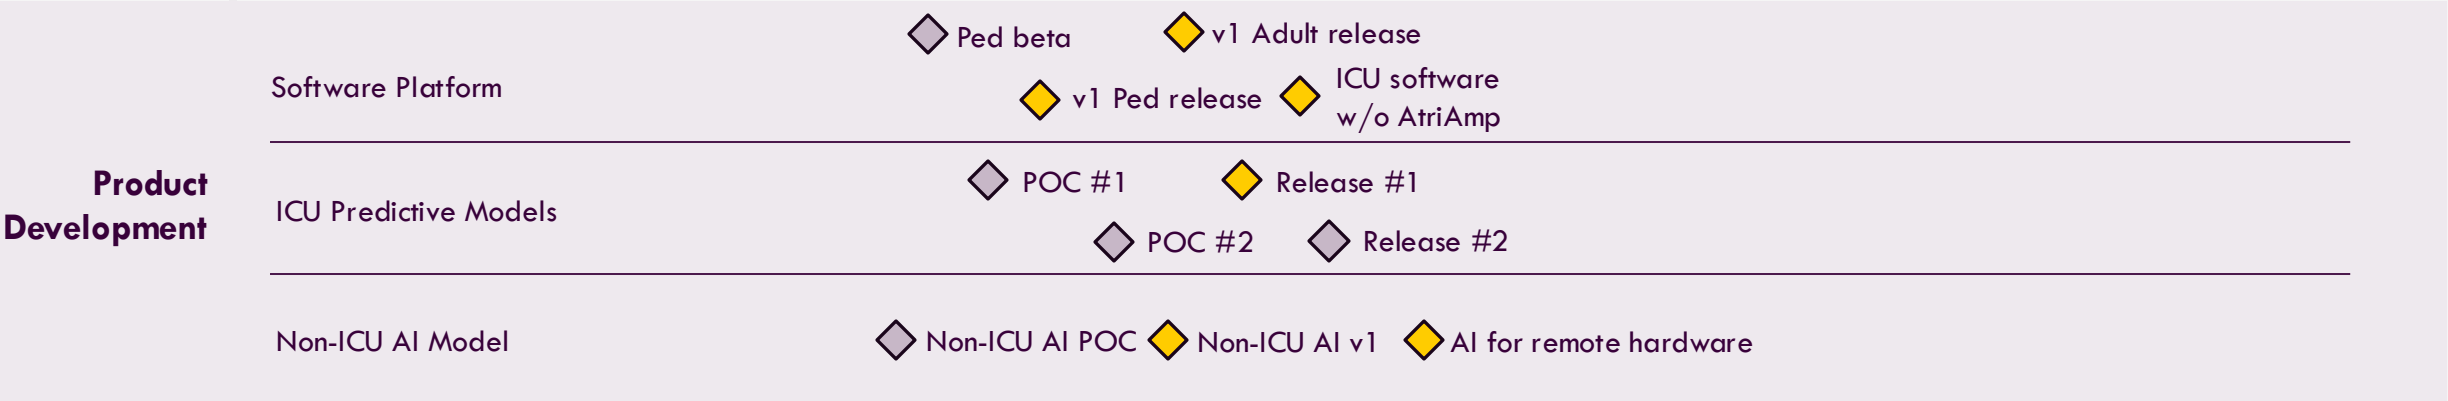 Product
Development
Software Platform
Ped beta
v1 Adult release
v1 Ped release
ICU software
w/o AtriAmp
ICU Predictive Models
POC #1
Release #1
POC #2
Release #2
Non-ICU AI Model
Non-ICU AI POC
Non-ICU AI v1
AI for remote hardware